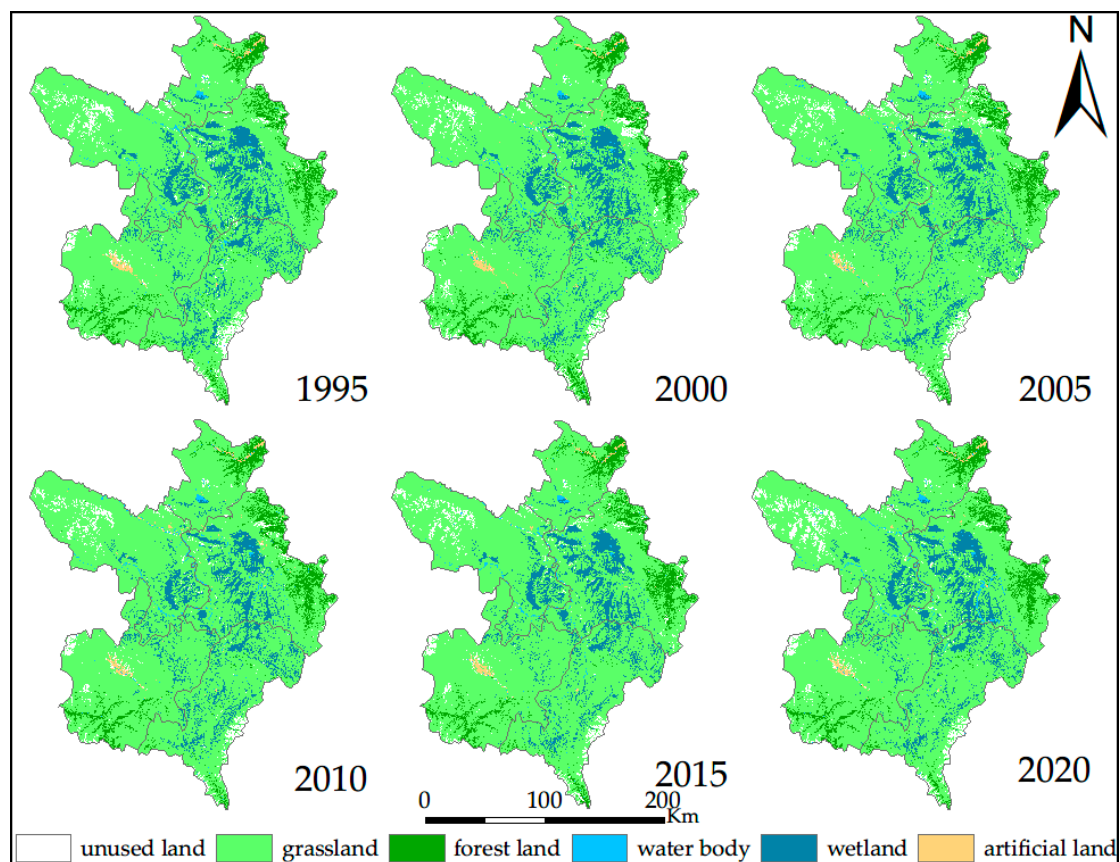 N
1995
2000
2005
2010
2015
2020
0 100 200
Km
unused land grassland forest land water body wetland artificial land